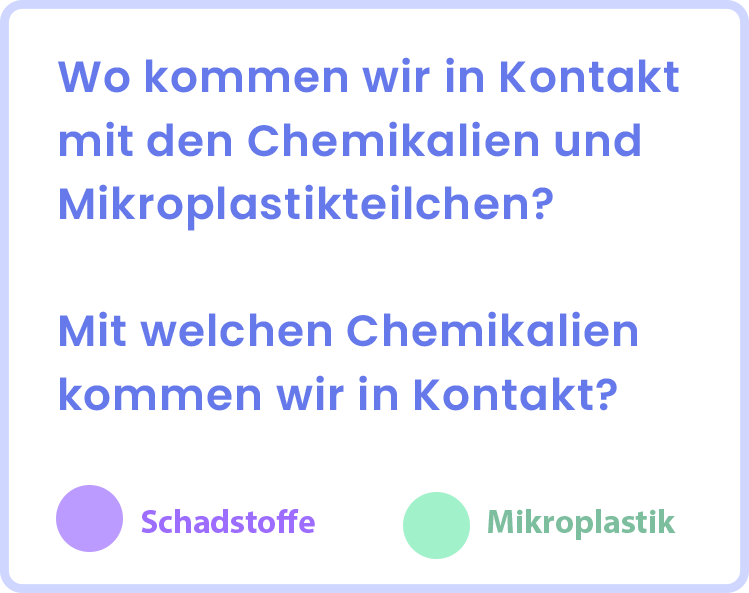 Wo kommen wir in Kontakt
mit den Chemikalien und
Mikroplastikteilchen?
Mit welchen Chemikalien
kommen wir in Kontakt?
Schadstoffe
Mikroplastik